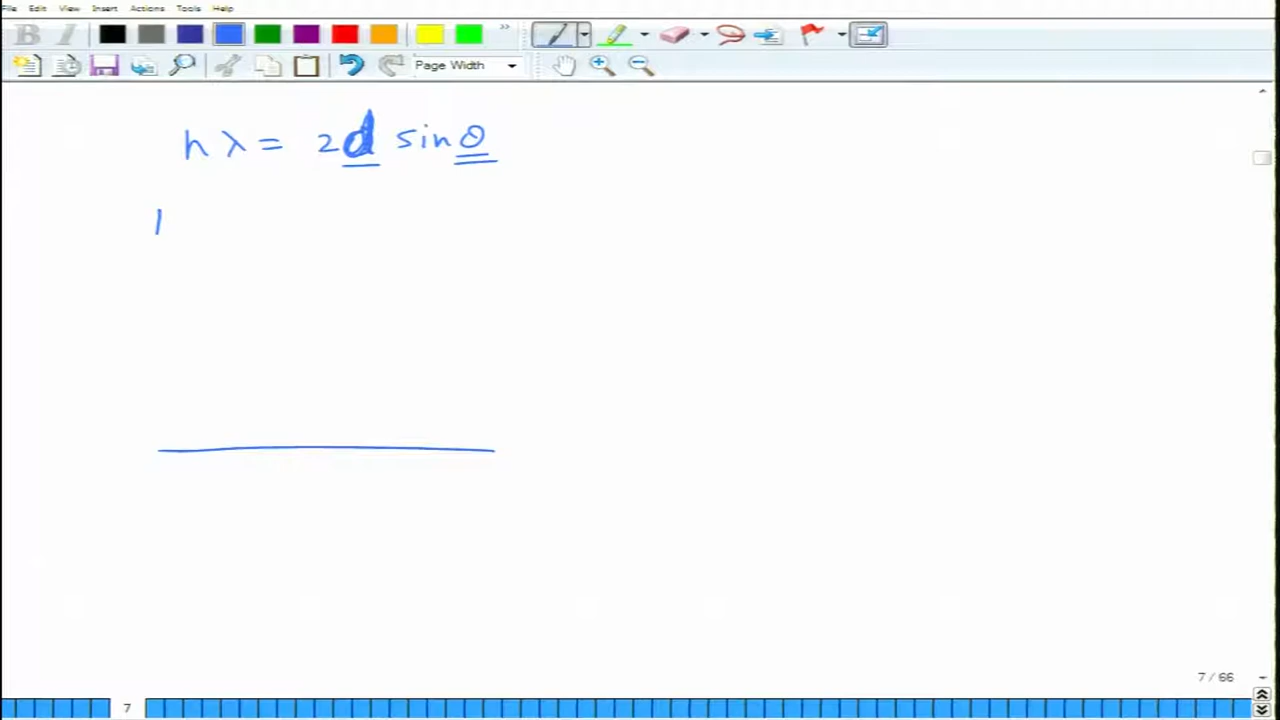 File Edit View Insert Actions Tools Help
B I »
Page Width
nλ = 2d sinθ
7 / 66
7